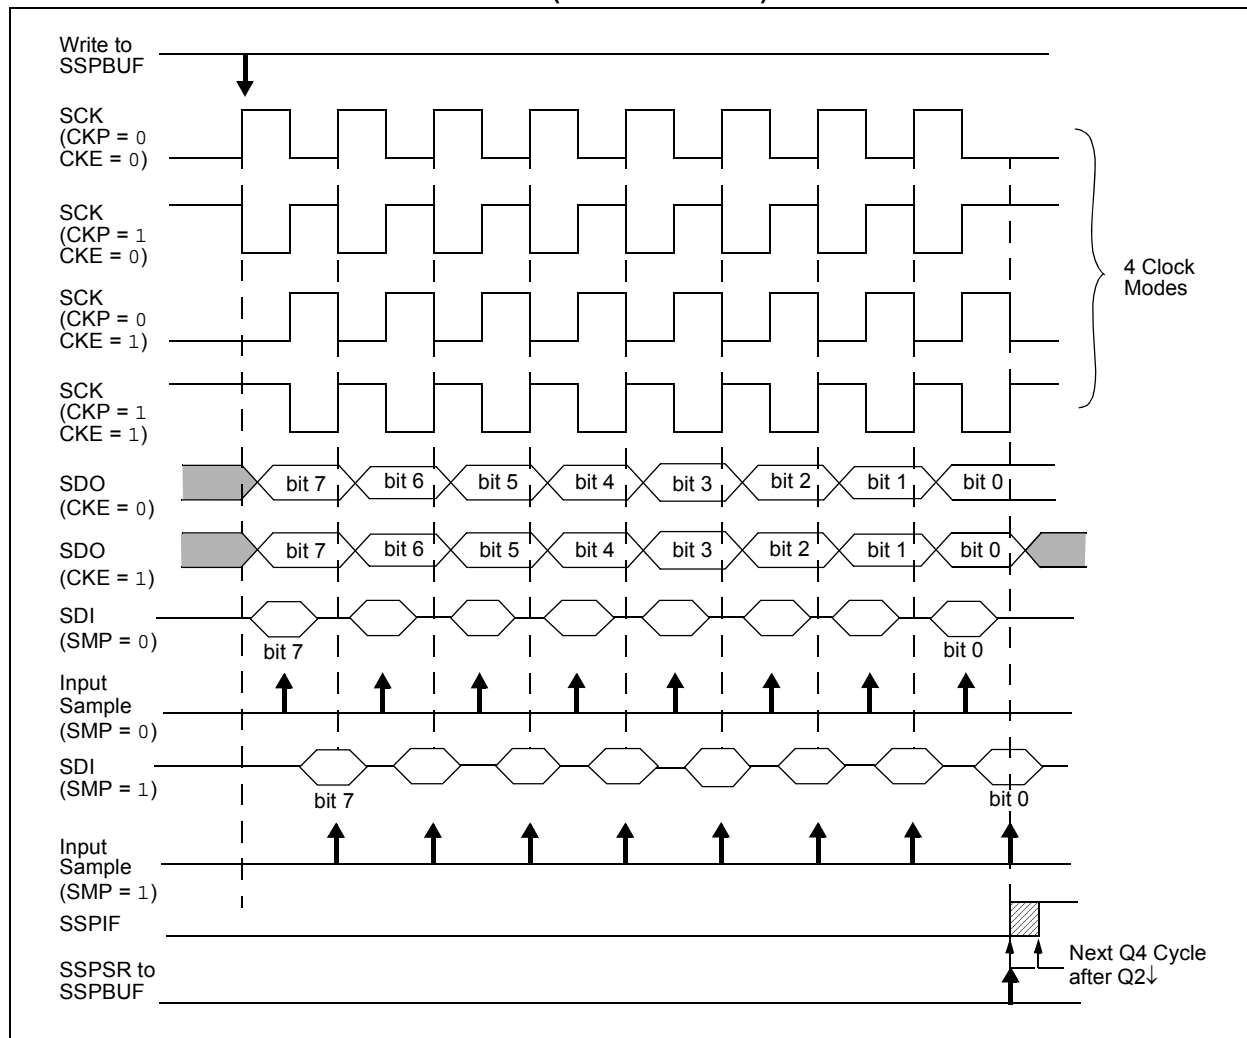 Write to
SSPBUF
SCK
(CKP = 0
CKE = 0)
SCK
(CKP = 1
CKE = 0)
SCK
(CKP = 0
CKE = 1)
SCK
(CKP = 1
CKE = 1)
4 Clock
Modes
SDO
(CKE = 0)
bit 7 bit 6 bit 5 bit 4 bit 3 bit 2 bit 1 bit 0
SDO
(CKE = 1)
bit 7 bit 6 bit 5 bit 4 bit 3 bit 2 bit 1 bit 0
SDI
(SMP = 0)
bit 7 bit 0
Input
Sample
(SMP = 0)
SDI
(SMP = 1)
bit 7 bit 0
Input
Sample
(SMP = 1)
SSPIF
Next Q4 Cycle
after Q2↓
SSPSR to
SSPBUF